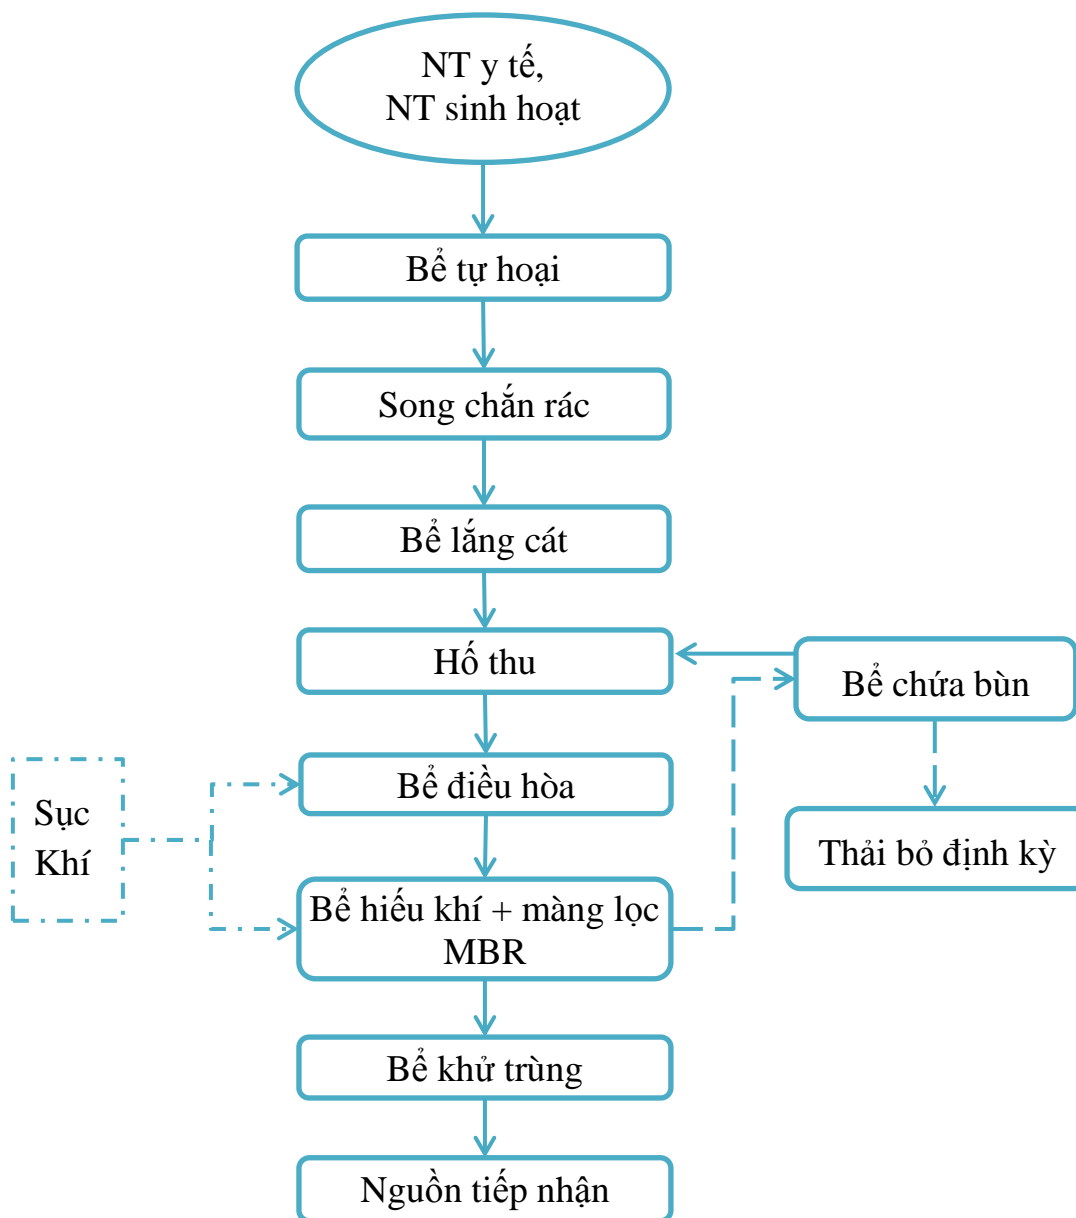 NT y tế,
NT sinh hoạt
Bể tự hoại
Song chắn rác
Bể lắng cát
Hố thu
Bể chứa bùn
Bể điều hòa
Sục
Khí
Thải bỏ định kỳ
Bể hiếu khí + màng lọc
MBR
Bể khử trùng
Nguồn tiếp nhận